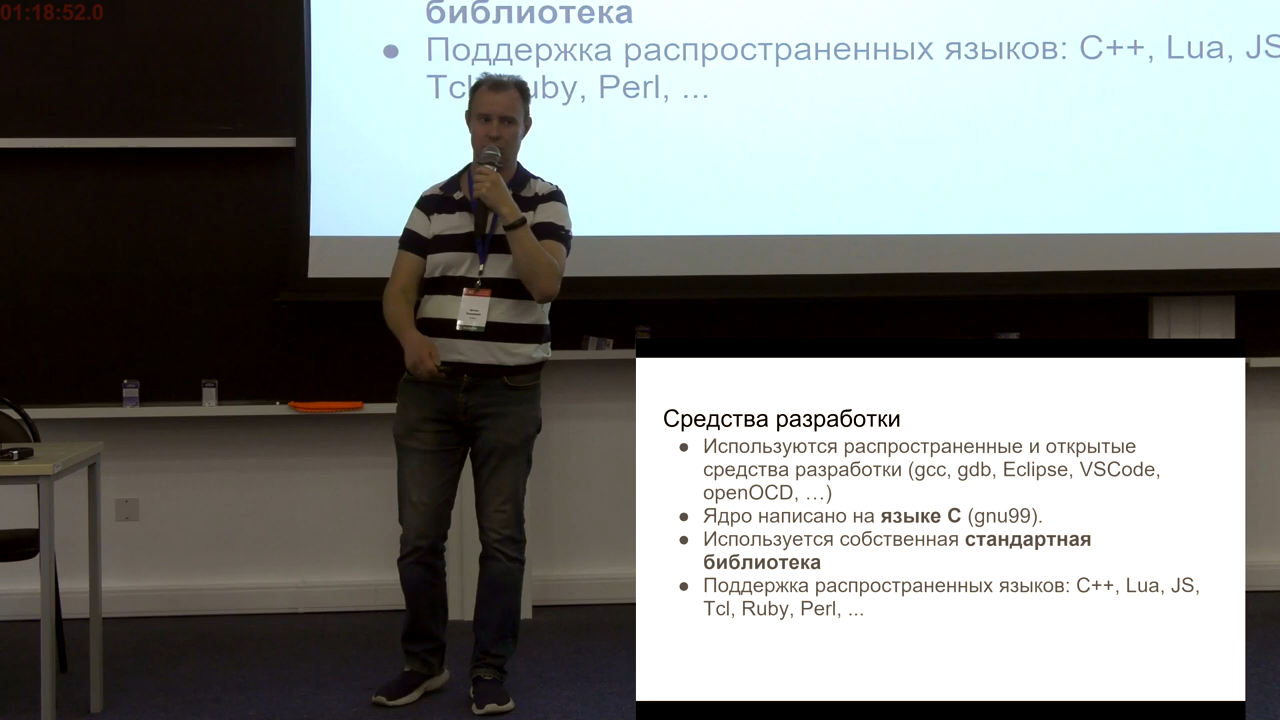 01:18:52.0
библиотека
● Поддержка распространенных языков: C++, Lua, JS
Tcl, uby, Perl, ...
Средства разработки
● Используются распространенные и открытые
средства разработки (gcc, gdb, Eclipse, VSCode,
openOCD, …)
● Ядро написано на языке C (gnu99).
● Используется собственная стандартная
библиотека
● Поддержка распространенных языков: C++, Lua, JS,
Tcl, Ruby, Perl, ...